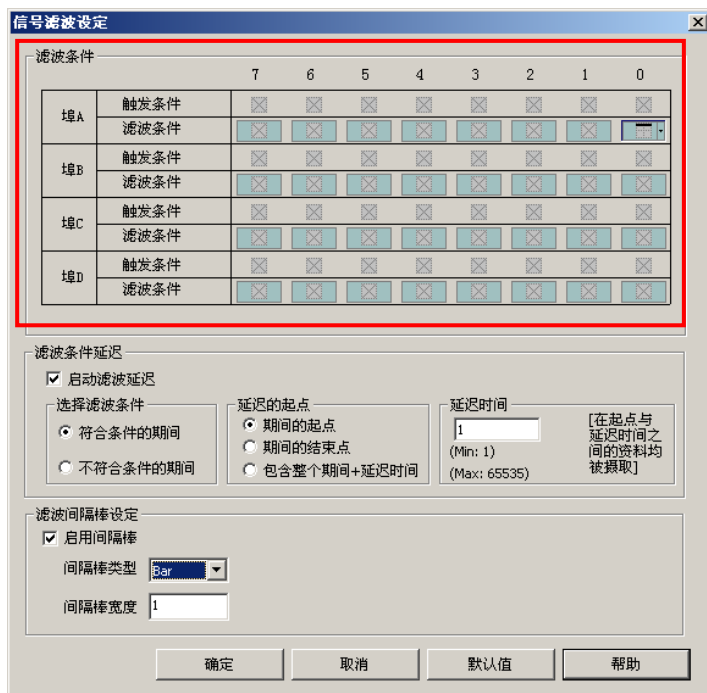 信号滤波设定
滤波条件
7 6 5 4 3 2 1 0
埠A
触发条件
滤波条件
埠B
触发条件
滤波条件
埠C
触发条件
滤波条件
埠D
触发条件
滤波条件
滤波条件延迟
启动滤波延迟
选择滤波条件
符合条件的期间
不符合条件的期间
延迟的起点
期间的起点
期间的结束点
包含整个期间+延迟时间
延迟时间
1
(Min: 1)
(Max: 65535)
[在起点与
延迟时间之
间的资料均
被摄取]
滤波间隔棒设定
启用间隔棒
间隔棒类型 Bar
间隔棒宽度 1
确定 取消 默认值 帮助